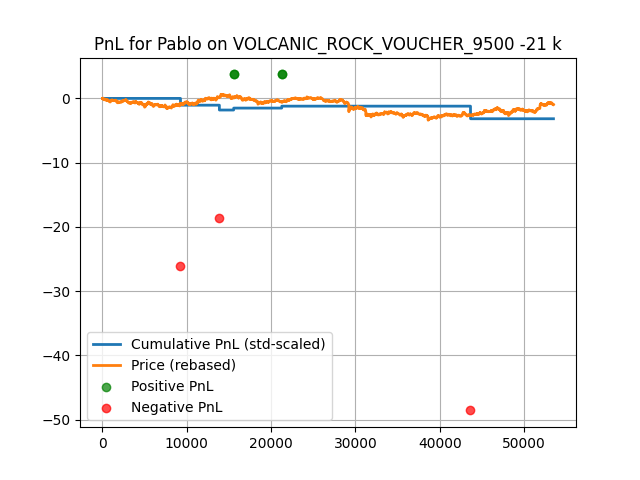 PnL for Pablo on VOLCANIC_ROCK_VOUCHER_9500 -21 k
0
−10
−20
−30
−40
−50
Cumulative PnL (std-scaled)
Price (rebased)
Positive PnL
Negative PnL
0 10000 20000 30000 40000 50000